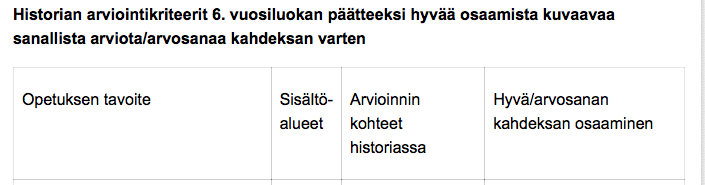 Historian arviointikriteerit 6. vuosiluokan päätteeksi hyvää osaamista kuvaavaa
sanallista arviota/arvosanaa kahdeksan varten
Opetuksen tavoite
Sisältö-
alueet
Arvioinnin
kohteet
historiassa
Hyvä/arvosanan
kahdeksan osaaminen